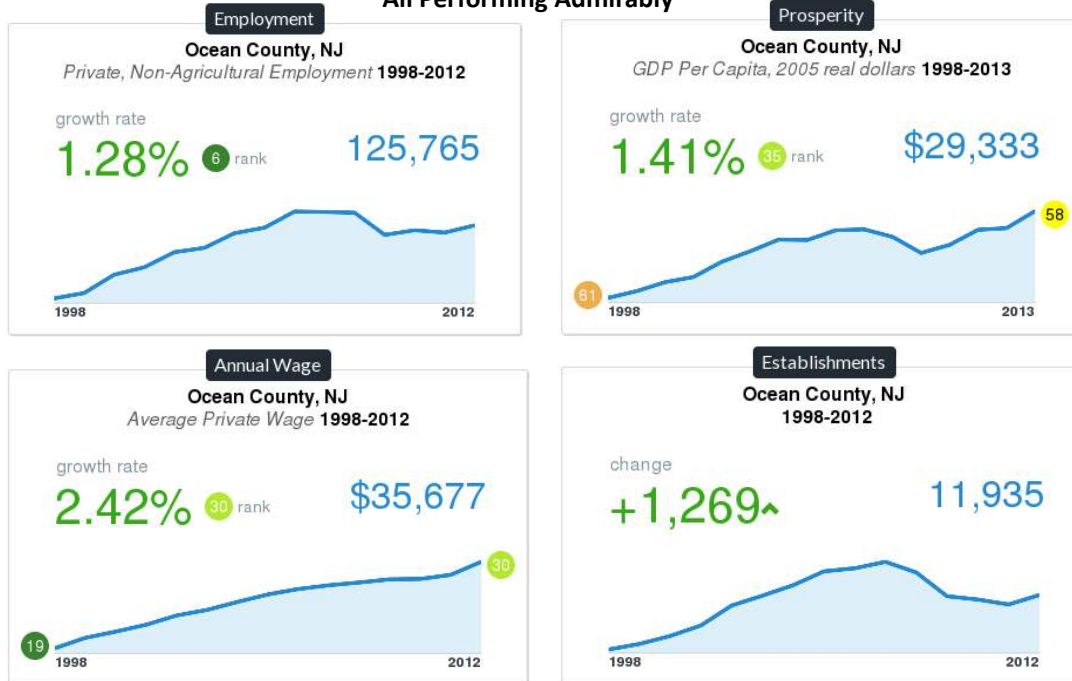 All Performing Admirably
Employment
Ocean County, NJ
Private, Non-Agricultural Employment 1998-2012
growth rate
1.28% 6 rank 125,765
1998 2012
Prosperity
Ocean County, NJ
GDP Per Capita, 2005 real dollars 1998-2013
growth rate
1.41% 35 rank $29,333
58
61
1998 2013
Annual Wage
Ocean County, NJ
Average Private Wage 1998-2012
growth rate
2.42% 30 rank $35,677
30
19
1998 2012
Establishments
Ocean County, NJ
1998-2012
change
+1,269 11,935
1998 2012